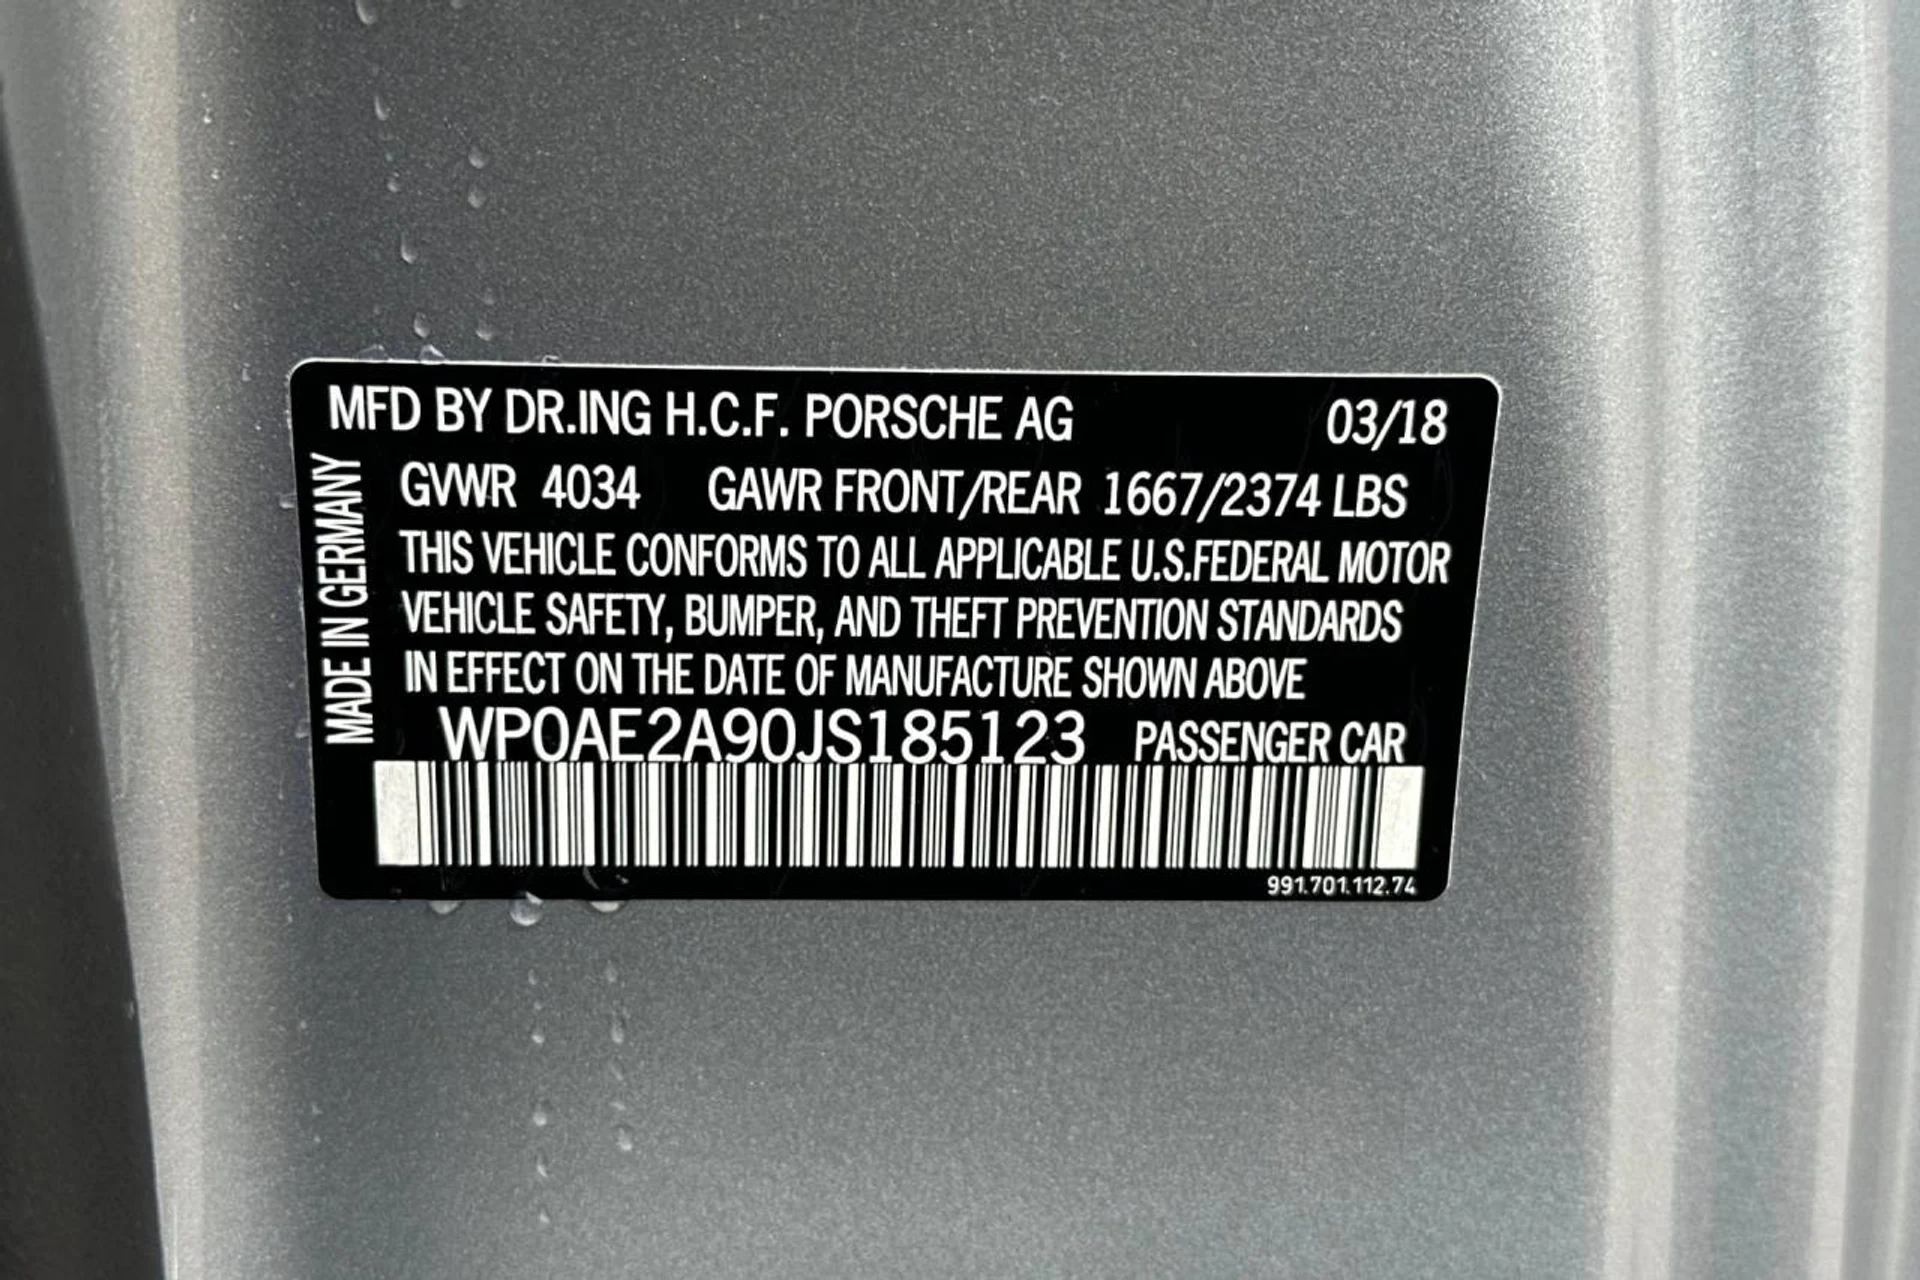 MFD BY DR.ING H.C.F. PORSCHE AG 03/18
MADE IN GERMANY
GVWR 4034 GAWR FRONT/REAR 1667/2374 LBS
THIS VEHICLE CONFORMS TO ALL APPLICABLE U.S.FEDERAL MOTOR
VEHICLE SAFETY, BUMPER, AND THEFT PREVENTION STANDARDS
IN EFFECT ON THE DATE OF MANUFACTURE SHOWN ABOVE
WP0AE2A90JS185123 PASSENGER CAR
991.701.112.74